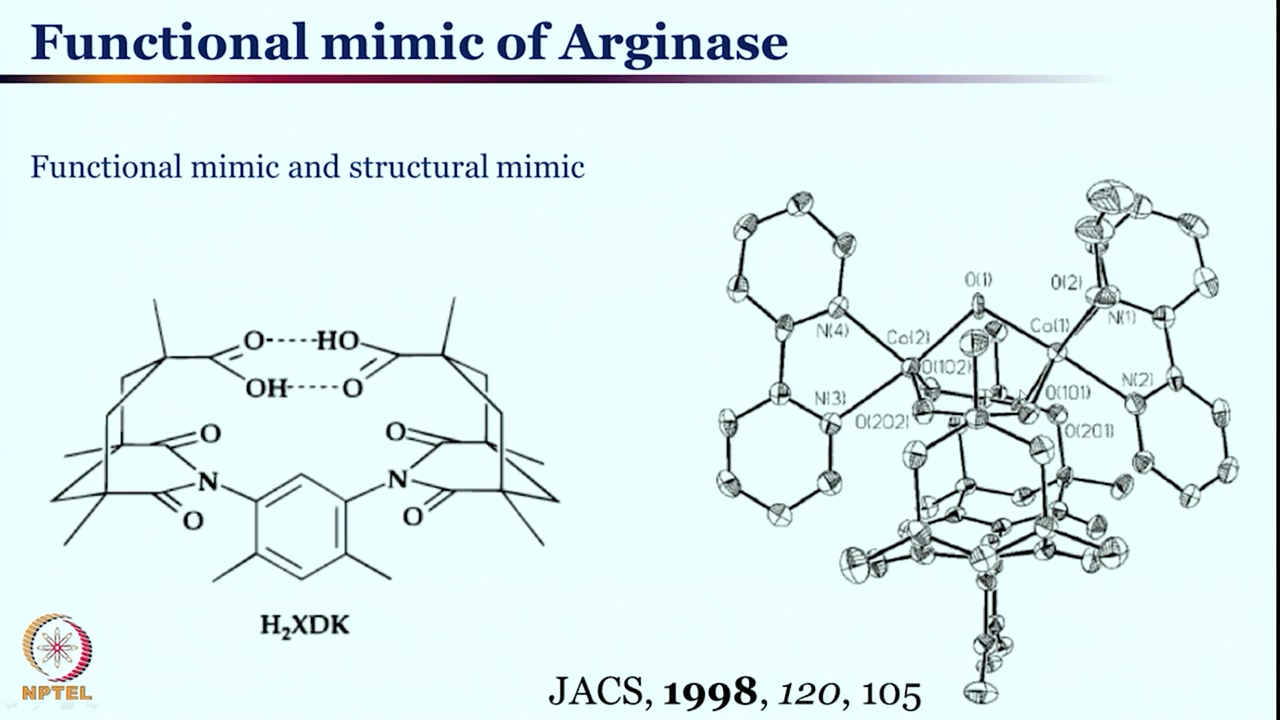 Functional mimic of Arginase
Functional mimic and structural mimic
O HO
OH O
O O
N N
O O
H₂XDK
O(1)
O(2)
N(4) Co(2) Co(1) N(1)
O(102)
N(3) O(101) N(2)
O(202) O(201)
NPTEL
JACS, 1998, 120, 105